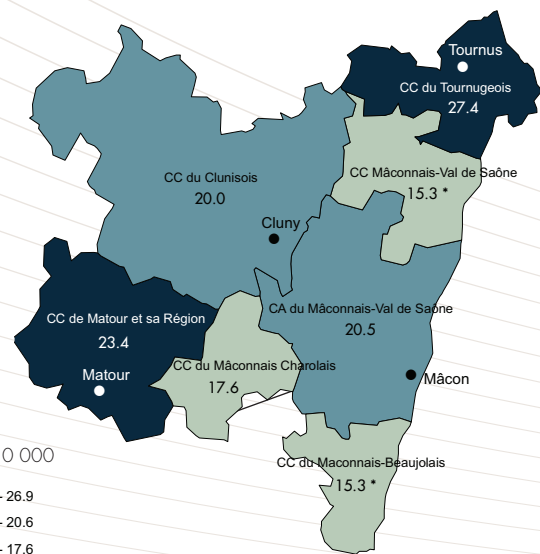 Tournus
CC du Tournugeois
27.4
CC Mâconnais-Val de Saône
15.3 *
CC du Clunisois
20.0
Cluny
CA du Mâconnais-Val de Saône
20.5
CC de Matour et sa Région
23.4
Matour
CC du Mâconnais Charolais
17.6
Mâcon
CC du Maconnais-Beaujolais
15.3 *
0 000
- 26.9
- 20.6
- 17.6